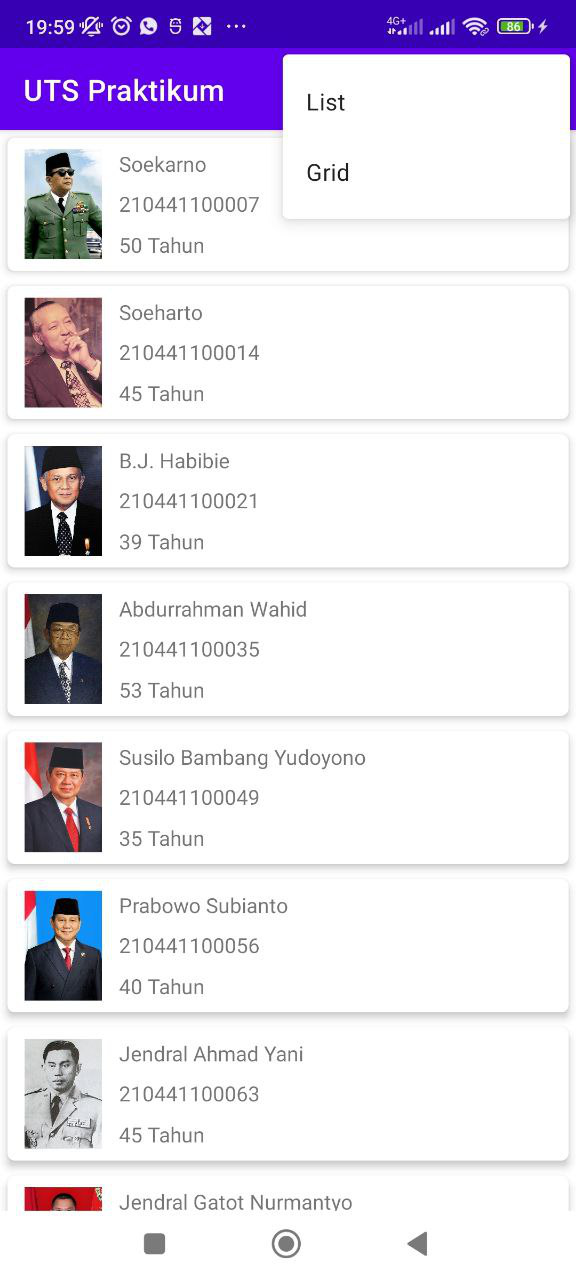 19:59
4G+
86
UTS Praktikum
List
Grid
Soekarno
210441100007
50 Tahun
Soeharto
210441100014
45 Tahun
B.J. Habibie
210441100021
39 Tahun
Abdurrahman Wahid
210441100035
53 Tahun
Susilo Bambang Yudoyono
210441100049
35 Tahun
Prabowo Subianto
210441100056
40 Tahun
Jendral Ahmad Yani
210441100063
45 Tahun
Jendral Gatot Nurmantyo